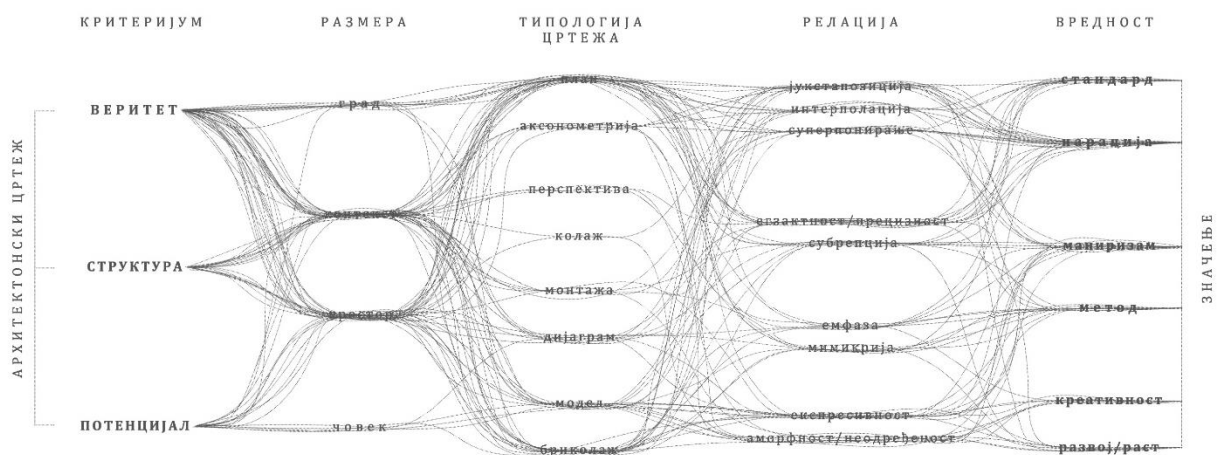 КРИТЕРИЈУМ
РАЗМЕРА
ТИПОЛОГИЈА
ЦРТЕЖА
РЕЛАЦИЈА
ВРЕДНОСТ
АРХИТЕКТОНСКИ ЦРТЕЖ
ВЕРИТЕТ
СТРУКТУРА
ПОТЕНЦИЈАЛ
град
контекст
простор
човек
план
аксонометрија
перспектива
колаж
монтажа
дијаграм
модел
бриколаж
јукстапозиција
интерполација
суперпонирање
егзактност/прецизност
субрепција
емфаза
мимикрија
експресивност
аморфност/неодређеност
стандард
нарација
маниризам
метод
креативност
развој/раст
ЗНАЧЕЊЕ